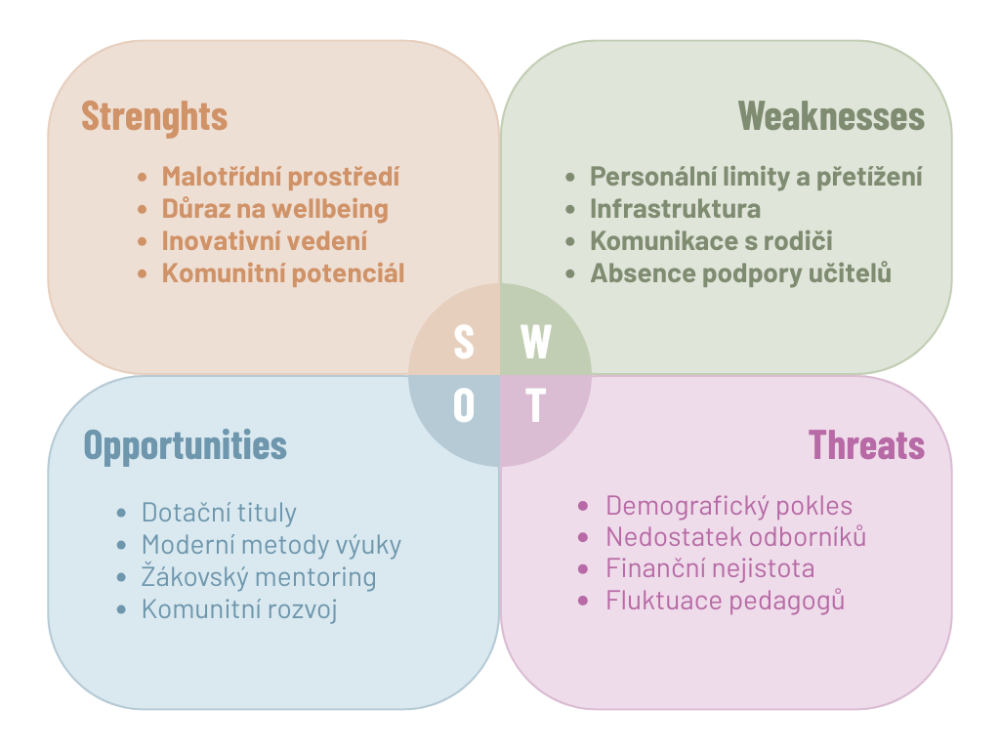 Strenghts
• Malotřídní prostředí
• Důraz na wellbeing
• Inovativní vedení
• Komunitní potenciál
Weaknesses
• Personální limity a přetížení
• Infrastruktura
• Komunikace s rodiči
• Absence podpory učitelů
S W
O T
Opportunities
• Dotační tituly
• Moderní metody výuky
• Žákovský mentoring
• Komunitní rozvoj
Threats
• Demografický pokles
• Nedostatek odborníků
• Finanční nejistota
• Fluktuace pedagogů